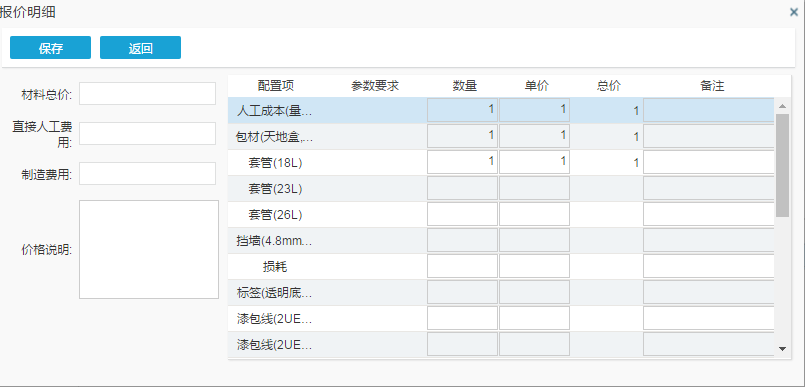 报价明细
保存 返回
材料总价:
直接人工费用:
制造费用:
价格说明:
配置项 参数要求 数量 单价 总价 备注
人工成本(量... 1 1 1
包材(天地盒,... 1 1 1
套管(18L) 1 1 1
套管(23L)
套管(26L)
挡墙(4.8mm...
损耗
标签(透明底...
漆包线(2UE...
漆包线(2UE...